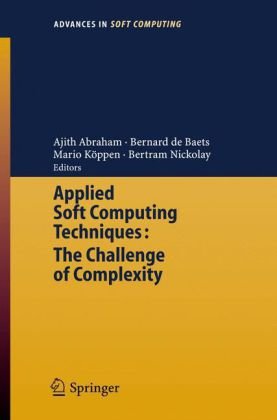 ADVANCES IN SOFT COMPUTING
Ajith Abraham · Bernard de Baets
Mario Köppen · Bertram Nickolay
Editors
Applied
Soft Computing
Techniques:
The Challenge
of Complexity
Springer